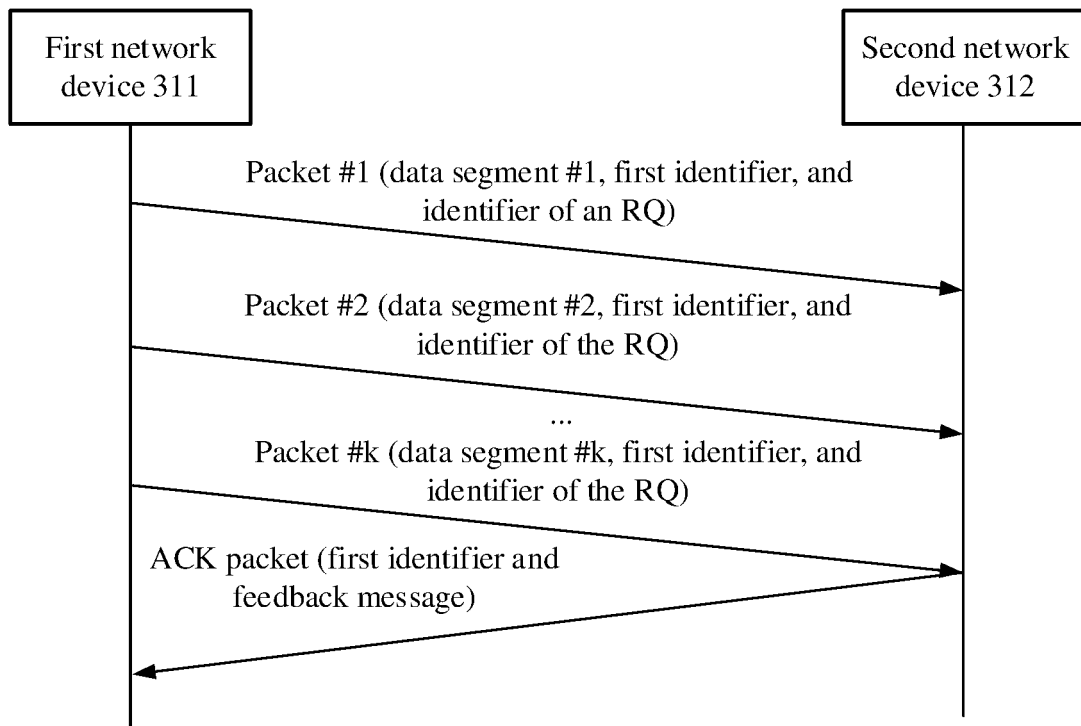 First network
device 311
Second network
device 312
Packet #1 (data segment #1, first identifier, and
identifier of an RQ)
Packet #2 (data segment #2, first identifier, and
identifier of the RQ)
...
Packet #k (data segment #k, first identifier, and
identifier of the RQ)
ACK packet (first identifier and
feedback message)